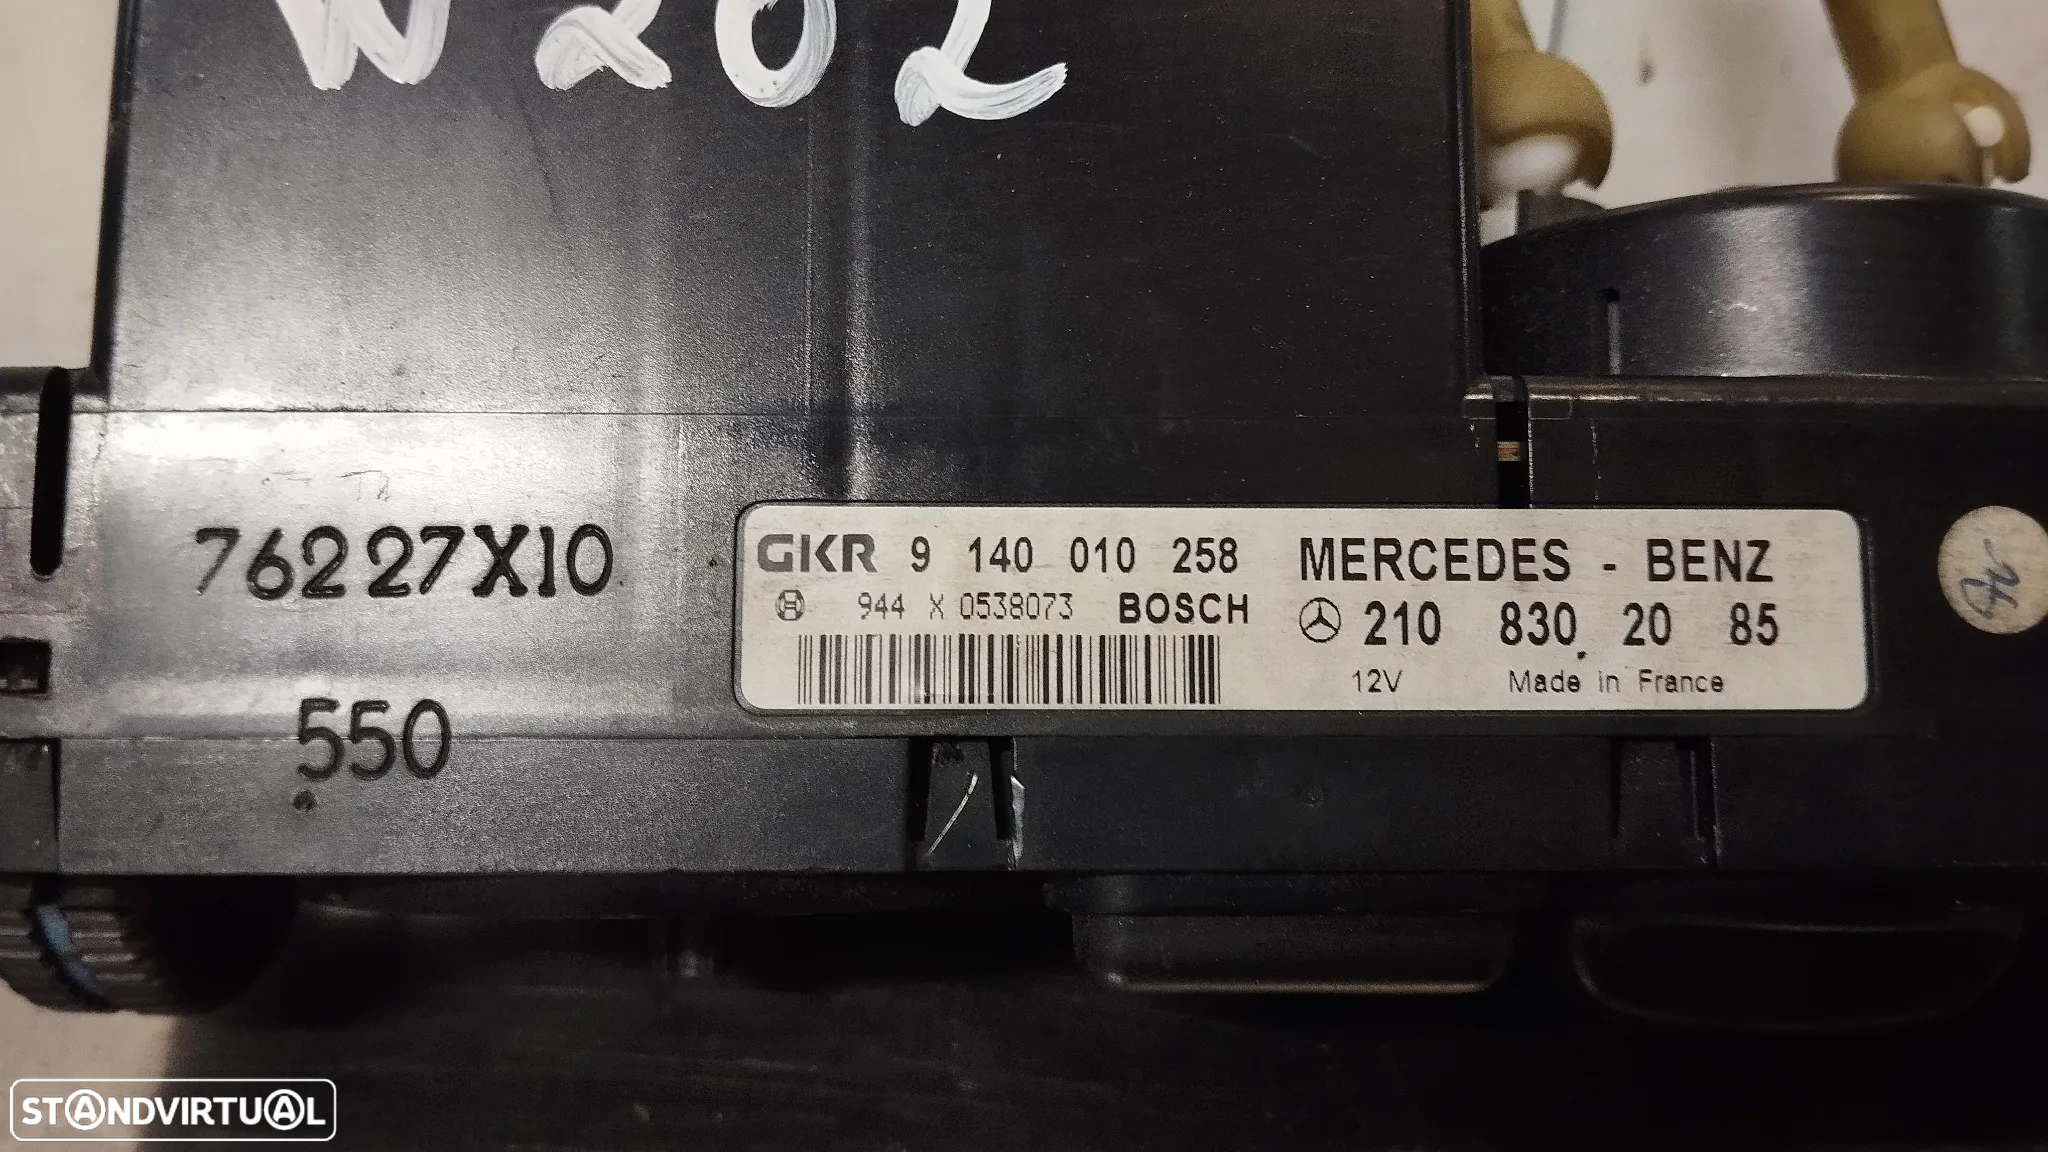 W202
76227X10
550
GKR 9 140 010 258
944 X 0538073 BOSCH
MERCEDES - BENZ
210 830 20 85
12V Made in France
STANDVIRTUAL